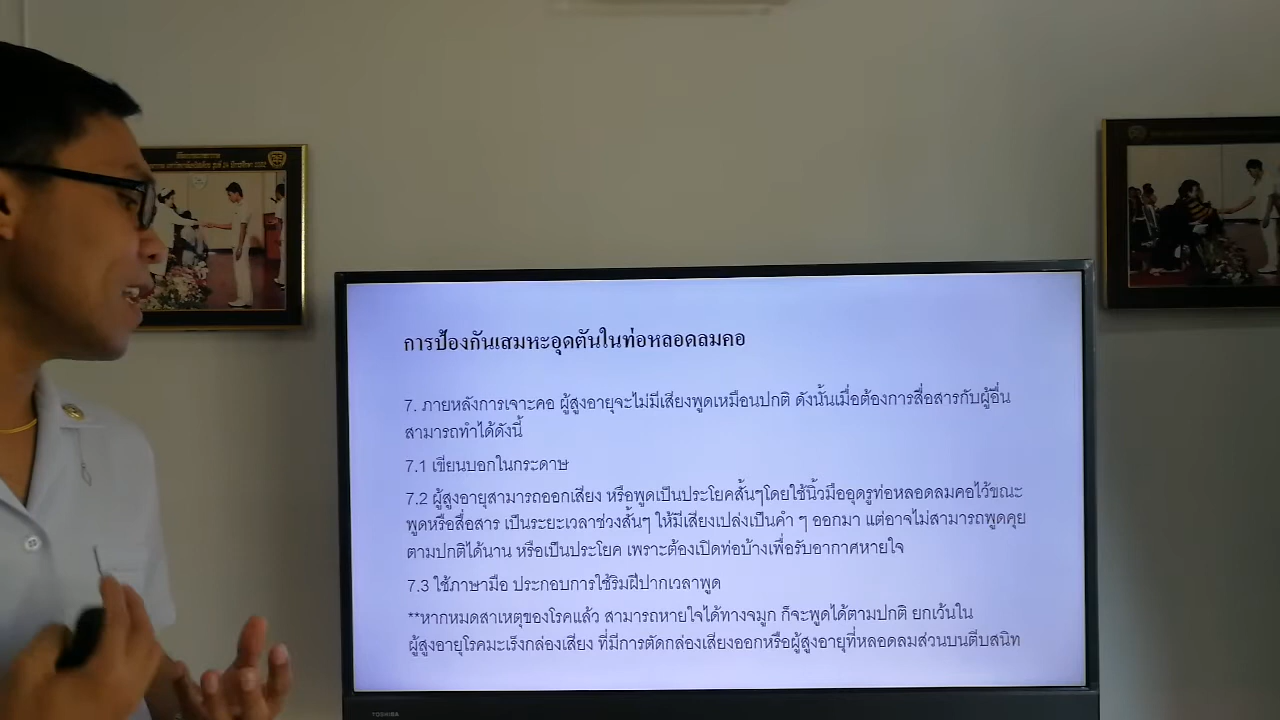 การป้องกันเสมหะอุดตันในท่อหลอดลมคอ
7. ภายหลังการเจาะคอ ผู้สูงอายุจะไม่มีเสียงพูดเหมือนปกติ ดังนั้นเมื่อต้องการสื่อสารกับผู้อื่น
สามารถทำได้ดังนี้
7.1 เขียนบอกในกระดาษ
7.2 ผู้สูงอายุสามารถออกเสียง หรือพูดเป็นประโยคสั้นๆโดยใช้นิ้วมืออุดรูท่อหลอดลมคอไว้ขณะ
พูดหรือสื่อสาร เป็นระยะเวลาช่วงสั้นๆ ให้มีเสียงเปล่งเป็นคำ ๆ ออกมา แต่อาจไม่สามารถพูดคุย
ตามปกติได้นาน หรือเป็นประโยค เพราะต้องเปิดท่อบ้างเพื่อรับอากาศหายใจ
7.3 ใช้ภาษามือ ประกอบการใช้ริมฝีปากเวลาพูด
**หากหมดสาเหตุของโรคแล้ว สามารถหายใจได้ทางจมูก ก็จะพูดได้ตามปกติ ยกเว้นใน
ผู้สูงอายุโรคมะเร็งกล่องเสียง ที่มีการตัดกล่องเสียงออกหรือผู้สูงอายุที่หลอดลมส่วนบนตีบสนิท
TOSHIBA